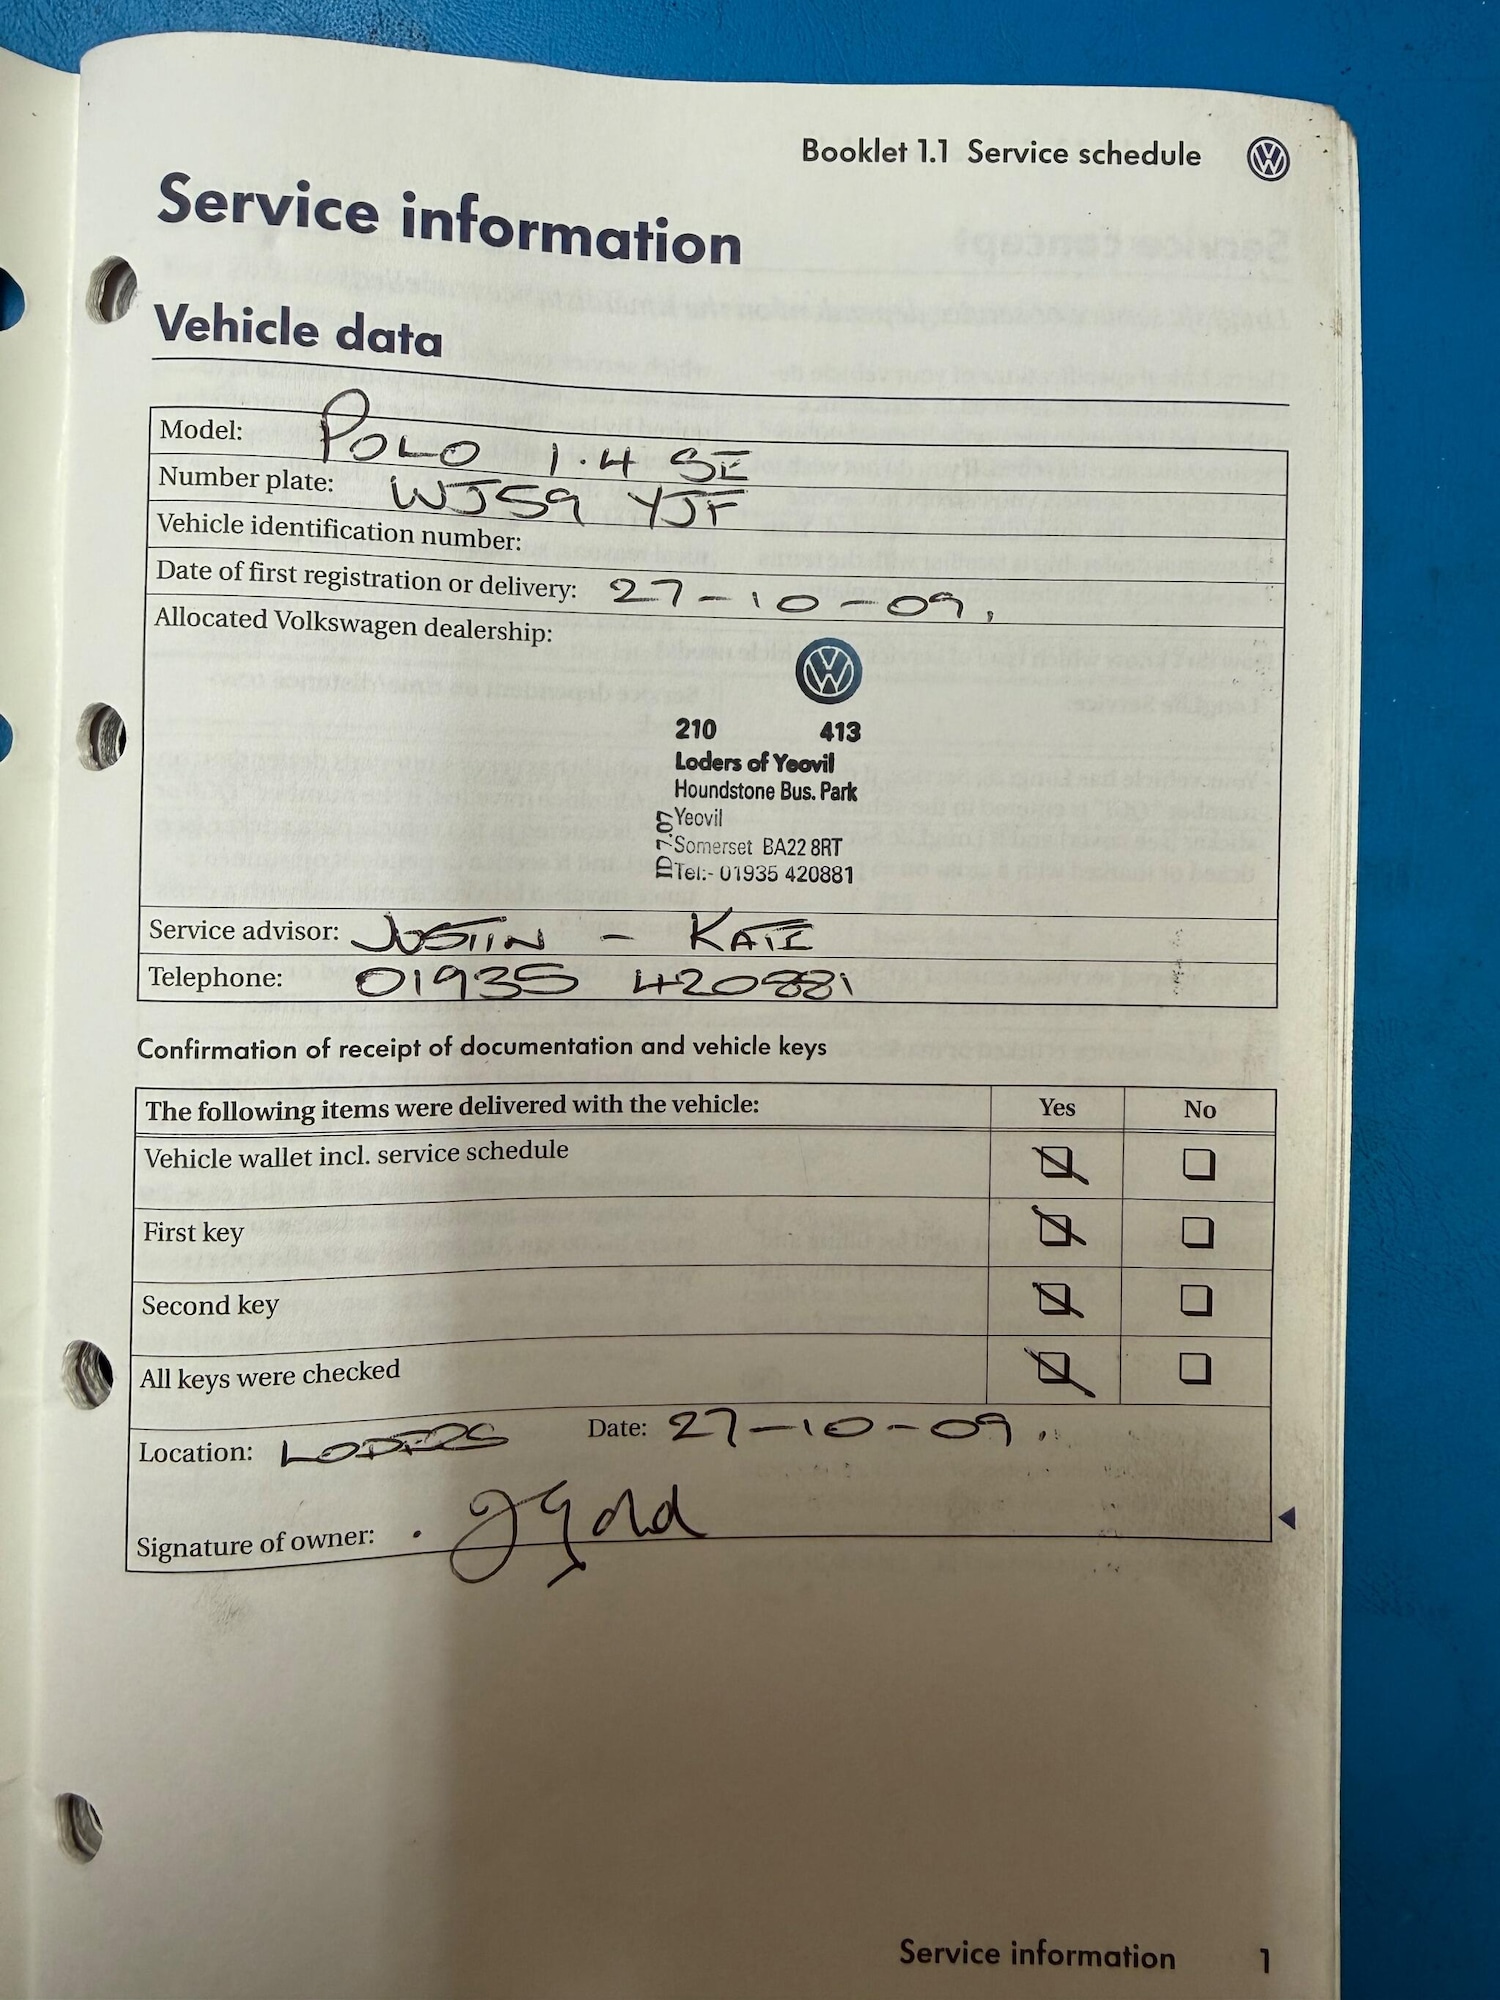 Booklet 1.1 Service schedule
Service information
Vehicle data
Model: POLO 1.4 SE
Number plate: WJ59 YJF
Vehicle identification number:
Date of first registration or delivery: 27-10-09.
Allocated Volkswagen dealership:
210 413
Loders of Yeovil
Houndstone Bus. Park
Yeovil
Somerset BA22 8RT
Tel:- 01935 420881
ID 7.07
Service advisor: JUSTIN - KATE
Telephone: 01935 420881
Confirmation of receipt of documentation and vehicle keys
The following items were delivered with the vehicle: Yes No
Vehicle wallet incl. service schedule
First key
Second key
All keys were checked
Location: LODERS Date: 27-10-09.
Signature of owner: . J Gold
Service information 1